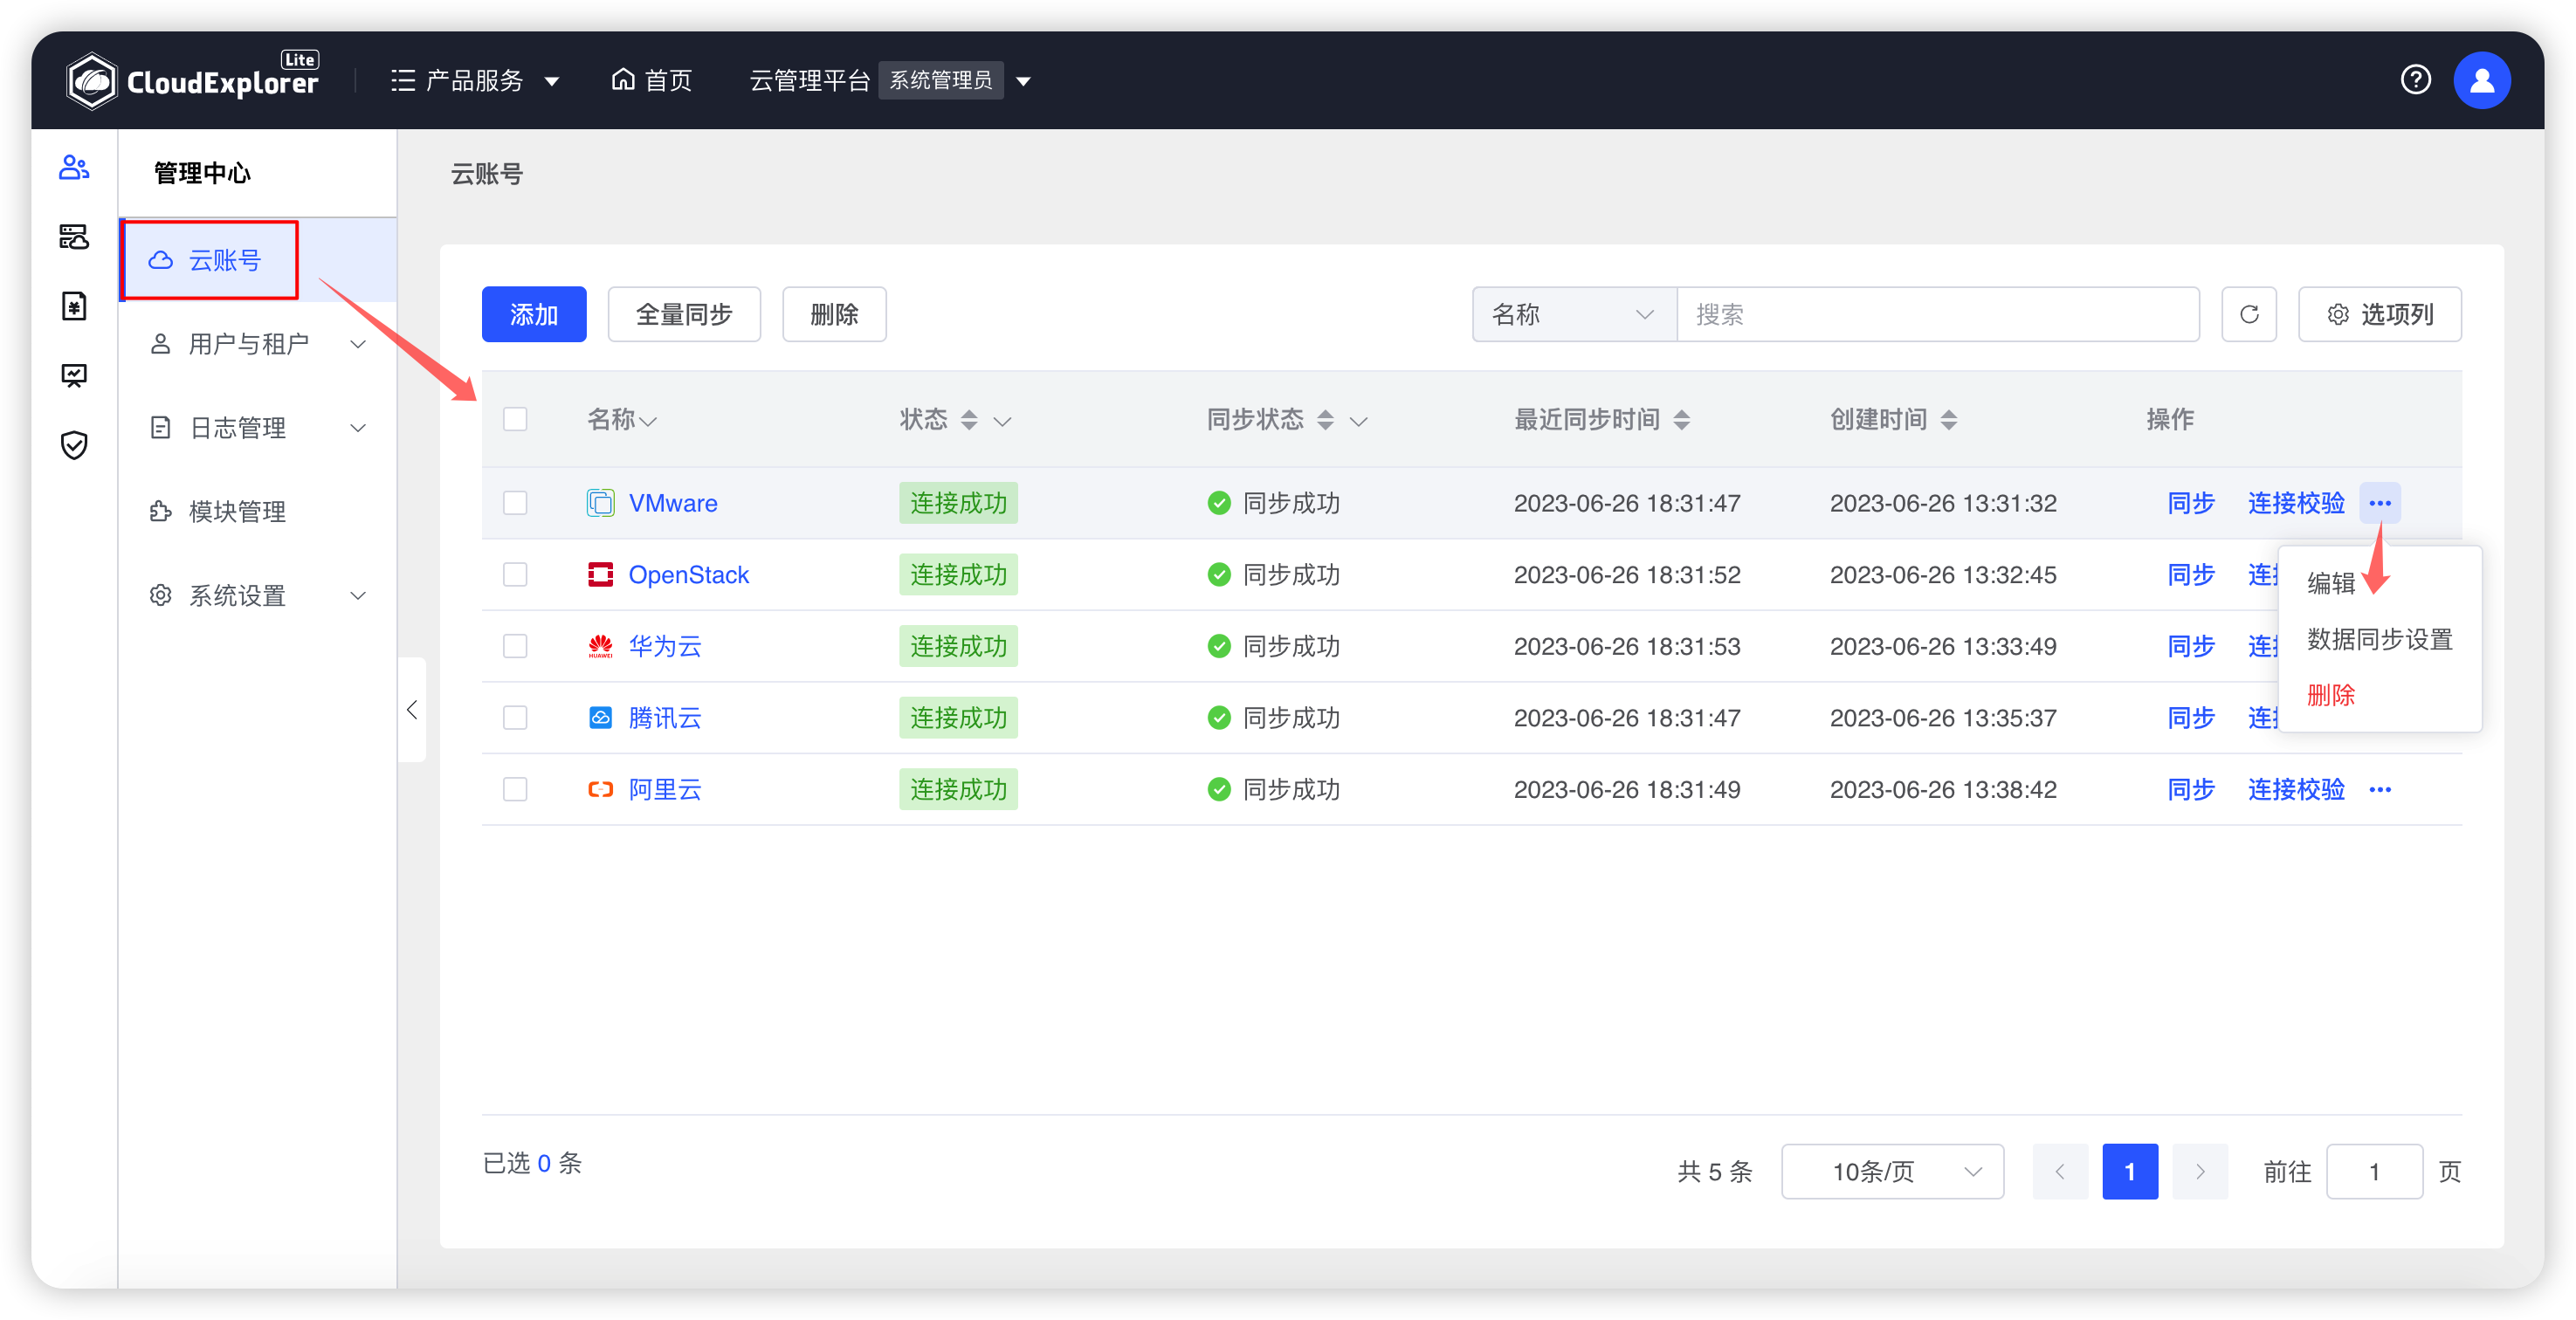 CloudExplorer Lite
产品服务
首页
云管理平台 系统管理员
管理中心
云账号
用户与租户
日志管理
模块管理
系统设置
云账号
添加 全量同步 删除 名称 搜索 选项列
名称 状态 同步状态 最近同步时间 创建时间 操作
VMware 连接成功 同步成功 2023-06-26 18:31:47 2023-06-26 13:31:32 同步 连接校验 ···
OpenStack 连接成功 同步成功 2023-06-26 18:31:52 2023-06-26 13:32:45 同步 连
HUAWEI 华为云 连接成功 同步成功 2023-06-26 18:31:53 2023-06-26 13:33:49 同步 连
腾讯云 连接成功 同步成功 2023-06-26 18:31:47 2023-06-26 13:35:37 同步 连
阿里云 连接成功 同步成功 2023-06-26 18:31:49 2023-06-26 13:38:42 同步 连接校验 ···
编辑
数据同步设置
删除
已选 0 条
共 5 条 10条/页 1 前往 1 页